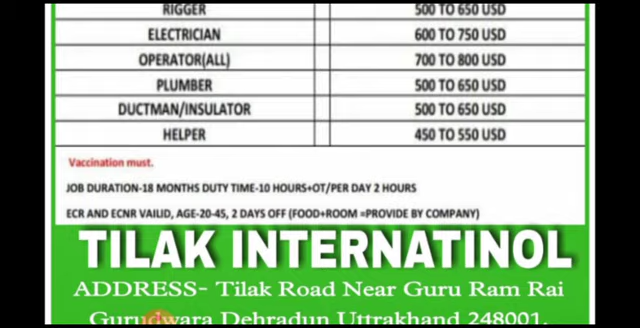 RIGGER 500 TO 650 USD
ELECTRICIAN 600 TO 750 USD
OPERATOR(ALL) 700 TO 800 USD
PLUMBER 500 TO 650 USD
DUCTMAN/INSULATOR 500 TO 650 USD
HELPER 450 TO 550 USD
Vaccination must.
JOB DURATION-18 MONTHS DUTY TIME-10 HOURS+OT/PER DAY 2 HOURS
ECR AND ECNR VAILID, AGE-20-45, 2 DAYS OFF (FOOD+ROOM =PROVIDE BY COMPANY)
TILAK INTERNATINOL
ADDRESS- Tilak Road Near Guru Ram Rai
Gurudwara Dehradun Uttrakhand 248001.